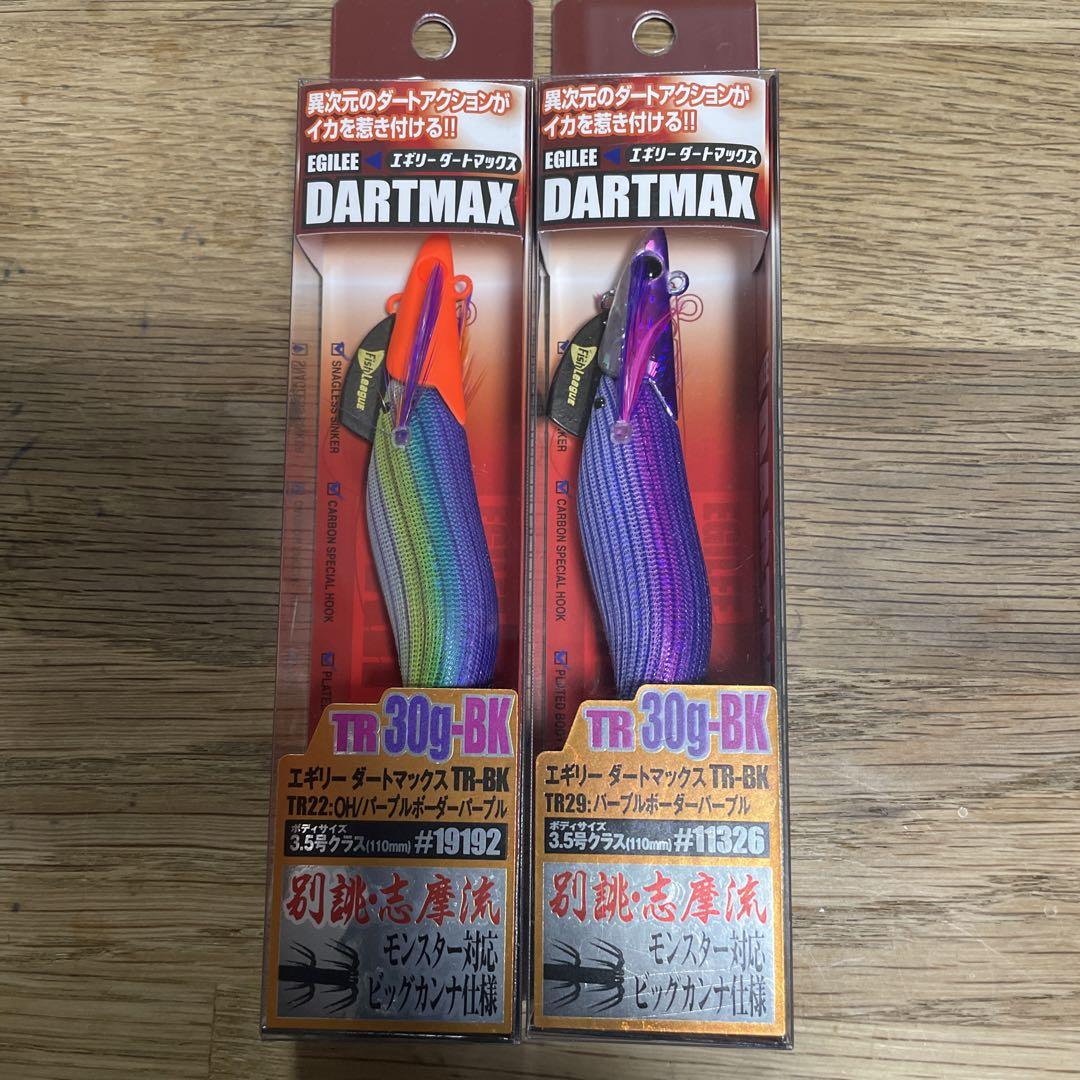 異次元のダートアクションが
イカを惹き付ける!!
EGILEE エギリー ダートマックス
DARTMAX
FishLeague
SNAGLESS SINKER
CARBON SPECIAL HOOK
PLATED
TR 30g-BK
エギリー ダートマックス TR-BK
TR22:OH/パープルボーダーパープル
ボディサイズ
3.5号クラス(110mm) #19192
別誂・志摩流
モンスター対応
ビッグカンナ仕様
異次元のダートアクションが
イカを惹き付ける!!
EGILEE エギリー ダートマックス
DARTMAX
FishLeague
SINKER
CARBON SPECIAL HOOK
PLATED BODY
TR 30g-BK
エギリー ダートマックス TR-BK
TR29:パープルボーダーパープル
ボディサイズ
3.5号クラス(110mm) #11326
別誂・志摩流
モンスター対応
ビッグカンナ仕様